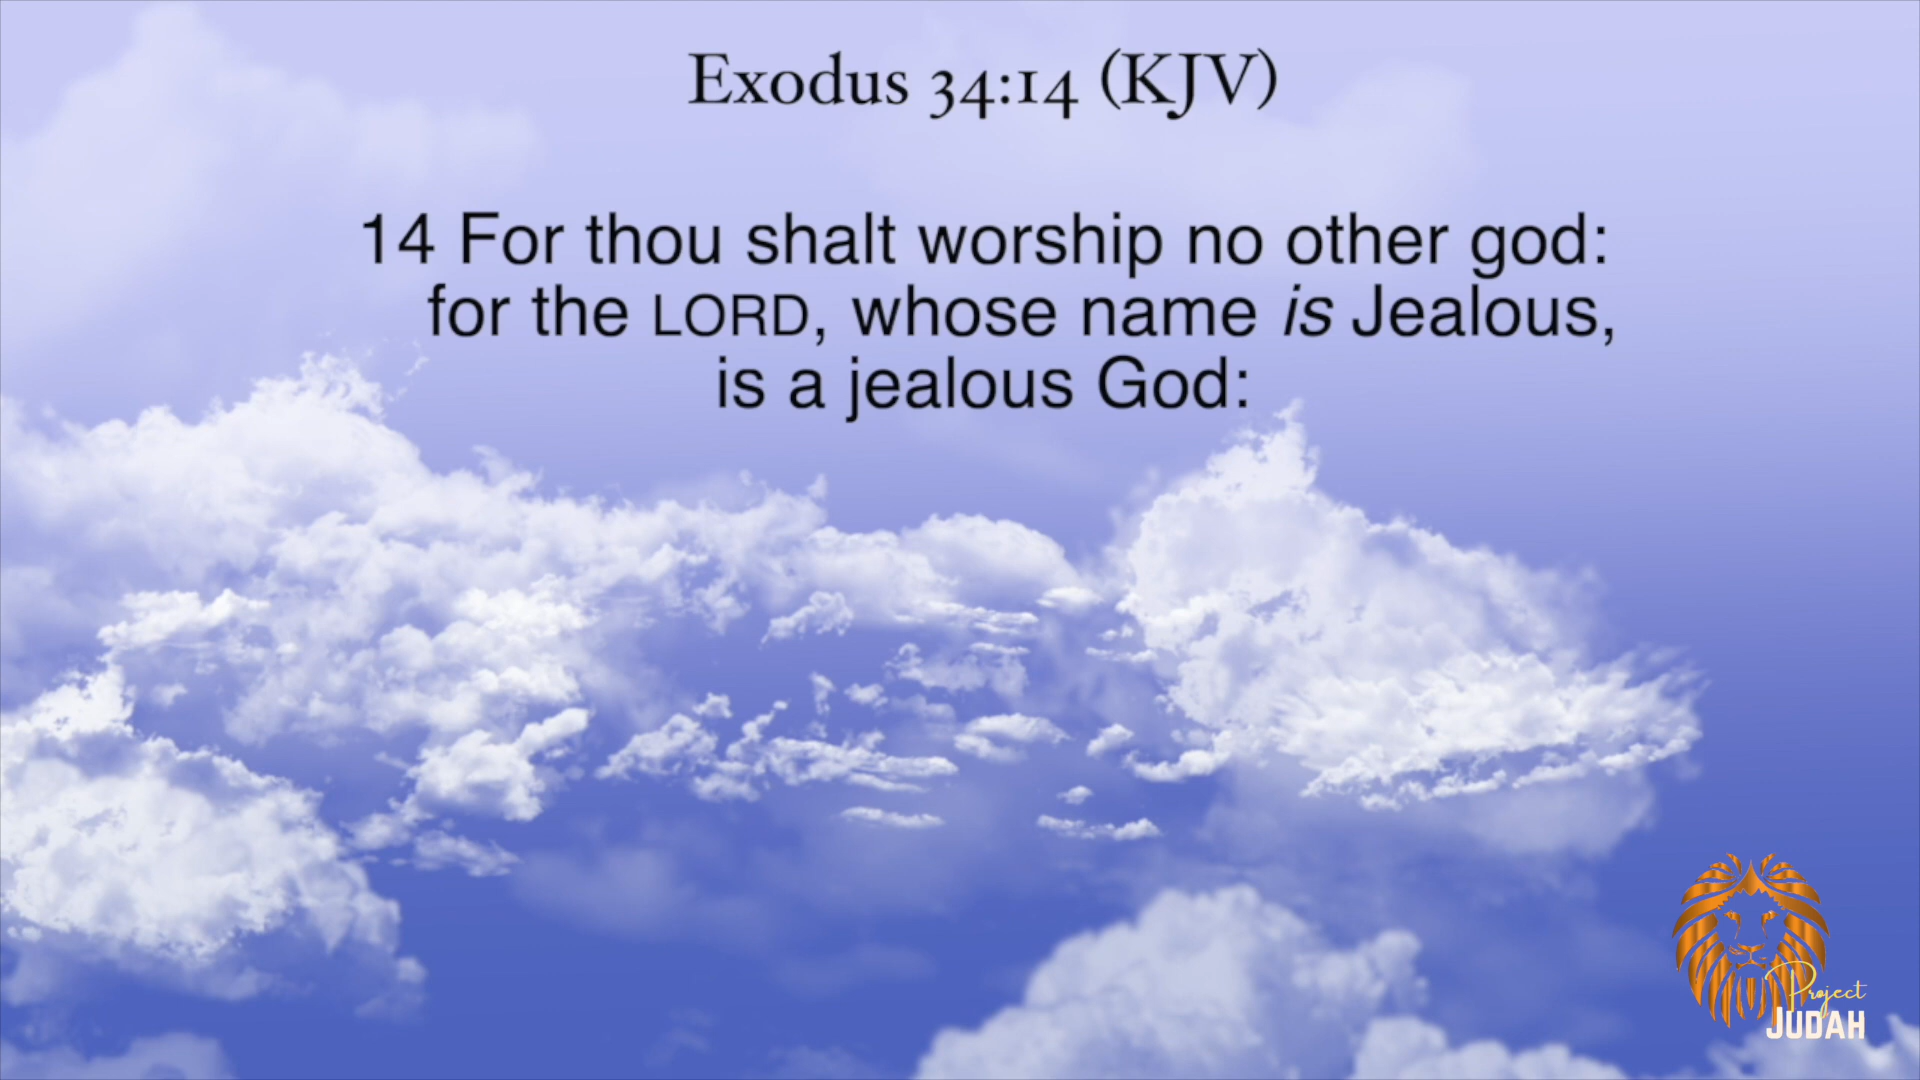 Exodus 34:14 (KJV)
14 For thou shalt worship no other god:
for the LORD, whose name is Jealous,
is a jealous God:
Project
JUDAH